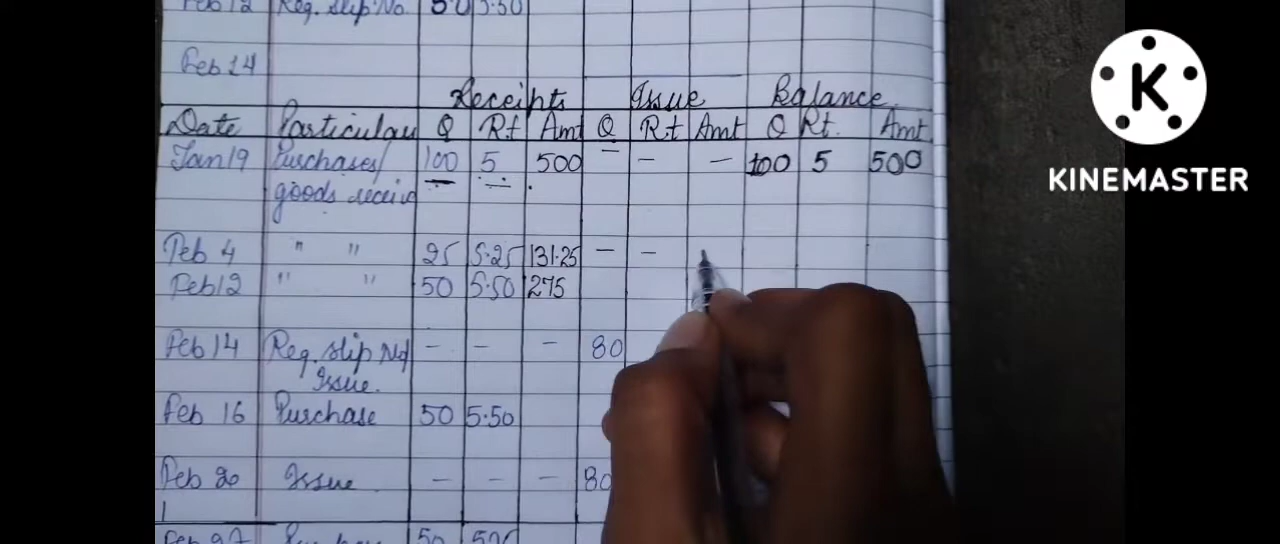 Feb 12 Req. Slip No. 50 5.50
Feb 14
Receipts Issue Balance
Date Particulars Q Rt Amt Q Rt Amt Q Rt. Amt
Jan 19 Purchases/ 100 5 500 - - - 100 5 500
goods receiv
Feb 4 " " 25 5.25 131.25 - -
Feb 12 " " 50 5.50 275
Feb 14 Req. Slip No/ - - - 80
Issue.
Feb 16 Purchase 50 5.50
Feb 20 Issue - - - 80
Feb 27 50
K
KINEMASTER